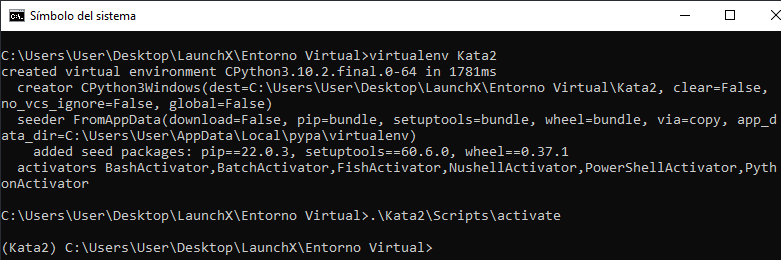 Símbolo del sistema
C:\Users\User\Desktop\LaunchX\Entorno Virtual>virtualenv Kata2
created virtual environment CPython3.10.2.final.0-64 in 1781ms
  creator CPython3Windows(dest=C:\Users\User\Desktop\LaunchX\Entorno Virtual\Kata2, clear=False,
no_vcs_ignore=False, global=False)
  seeder FromAppData(download=False, pip=bundle, setuptools=bundle, wheel=bundle, via=copy, app_d
ata_dir=C:\Users\User\AppData\Local\pypa\virtualenv)
    added seed packages: pip==22.0.3, setuptools==60.6.0, wheel==0.37.1
  activators BashActivator,BatchActivator,FishActivator,NushellActivator,PowerShellActivator,Pyth
onActivator
C:\Users\User\Desktop\LaunchX\Entorno Virtual>.\Kata2\Scripts\activate
(Kata2) C:\Users\User\Desktop\LaunchX\Entorno Virtual>